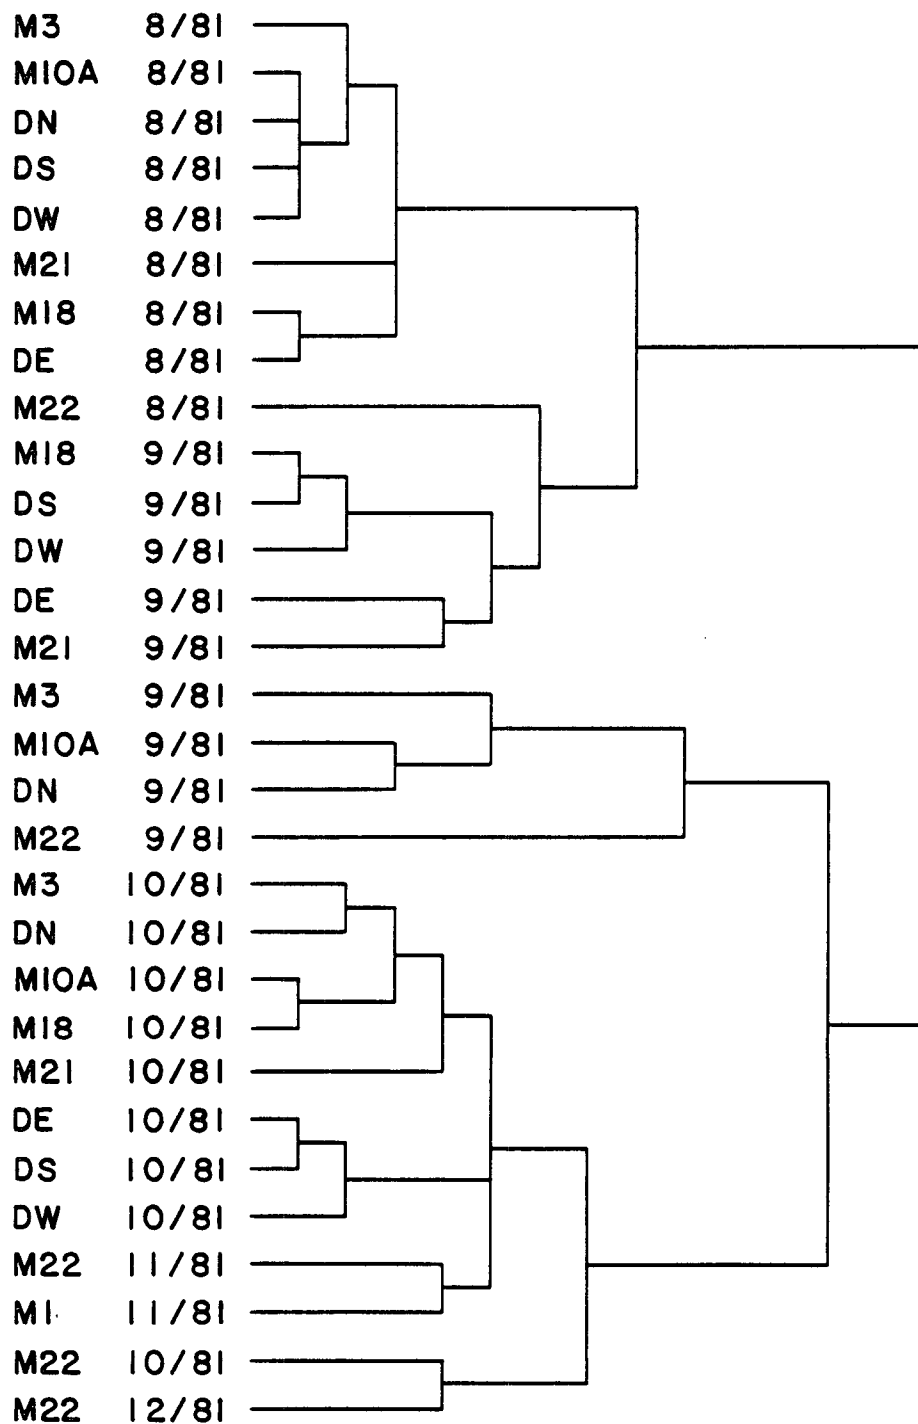 M3 8/81
M10A 8/81
DN 8/81
DS 8/81
DW 8/81
M21 8/81
M18 8/81
DE 8/81
M22 8/81
M18 9/81
DS 9/81
DW 9/81
DE 9/81
M21 9/81
M3 9/81
M10A 9/81
DN 9/81
M22 9/81
M3 10/81
DN 10/81
M10A 10/81
M18 10/81
M21 10/81
DE 10/81
DS 10/81
DW 10/81
M22 11/81
M1 11/81
M22 10/81
M22 12/81